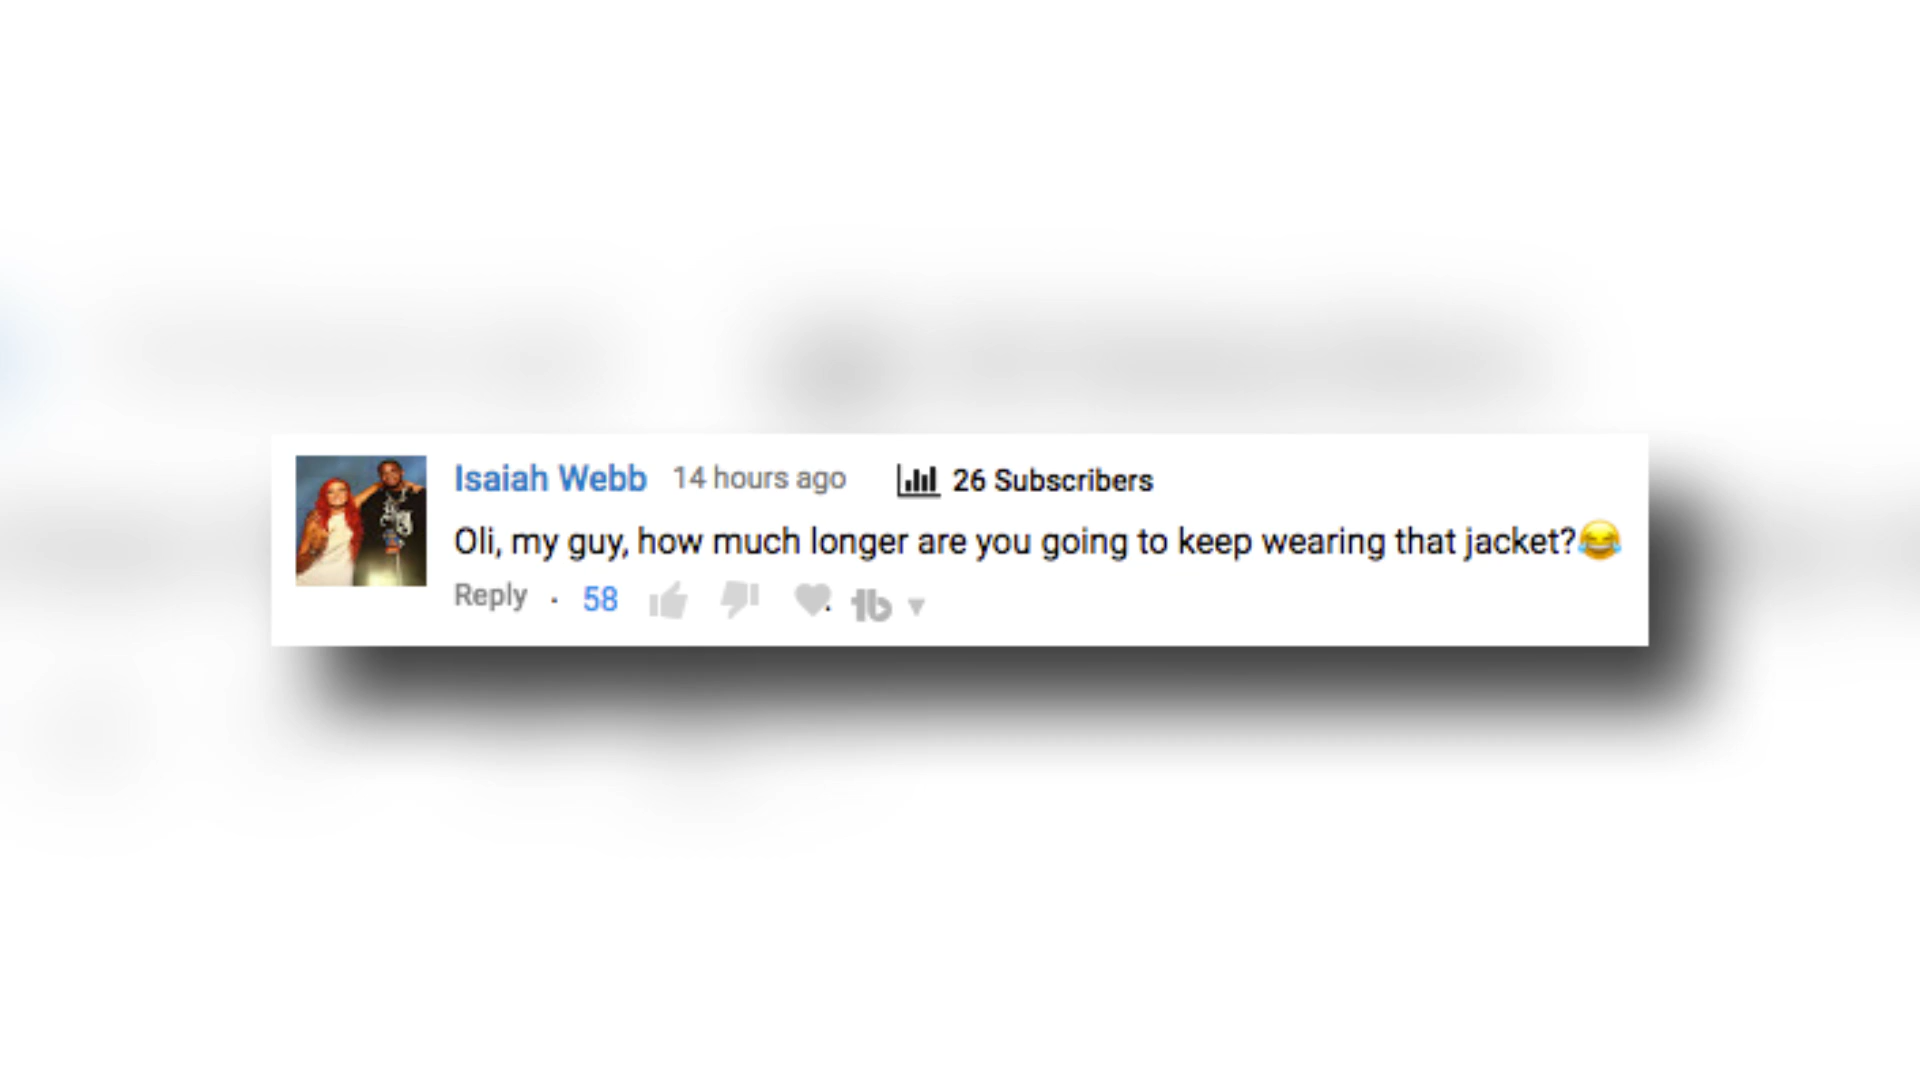 Isaiah Webb 14 hours ago 26 Subscribers
Oli, my guy, how much longer are you going to keep wearing that jacket?😂
Reply · 58 tb